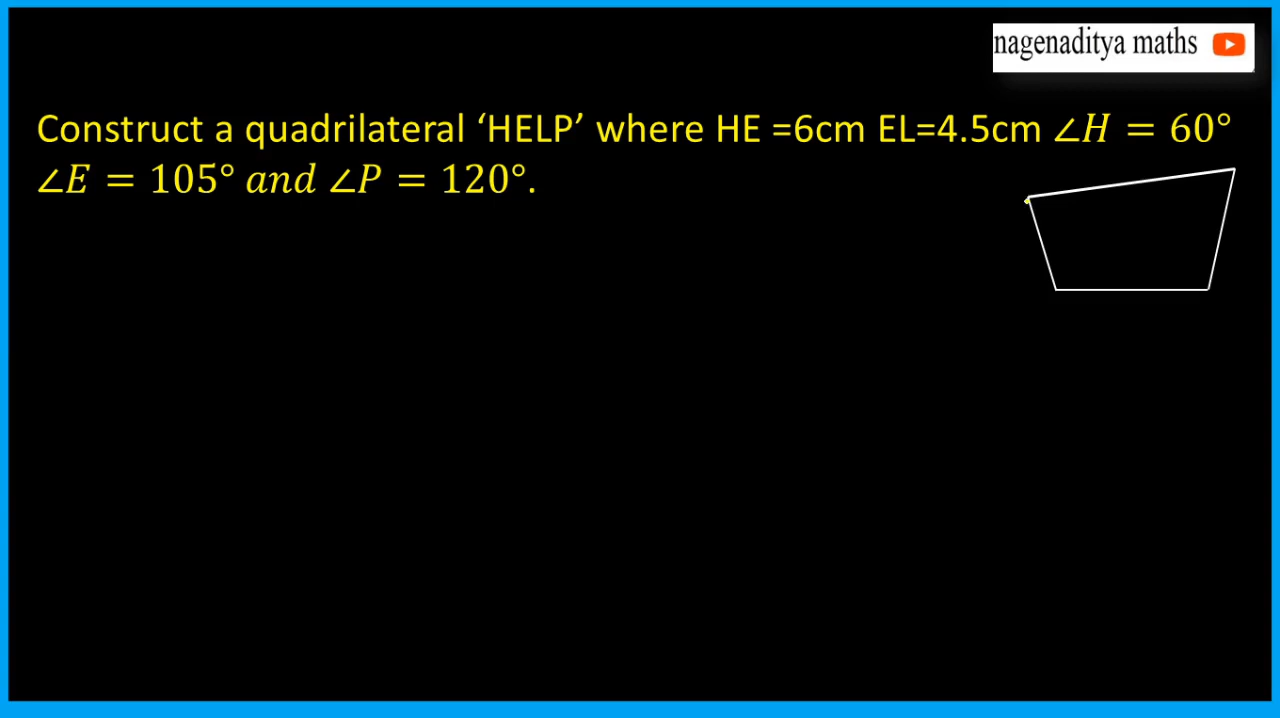 nagenaditya maths
Construct a quadrilateral ‘HELP’ where HE =6cm EL=4.5cm ∠H = 60°
∠E = 105° and ∠P = 120°.